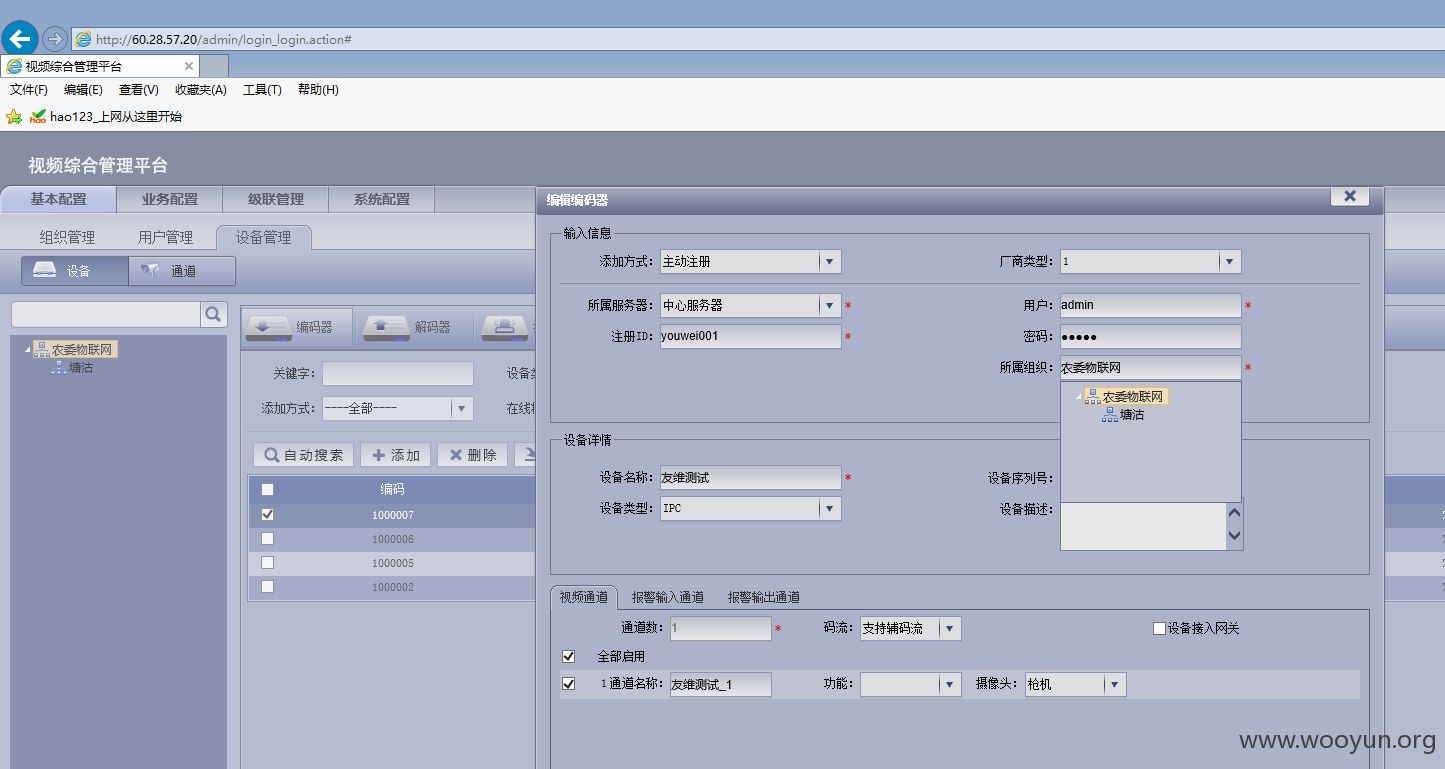 http://60.28.57.20/admin/login_login.action#
视频综合管理平台
文件(F) 编辑(E) 查看(V) 收藏夹(A) 工具(T) 帮助(H)
hao123_上网从这里开始
视频综合管理平台
基本配置 业务配置 级联管理 系统配置
组织管理 用户管理 设备管理
设备 通道
农委物联网
塘沽
编码器 解码器
关键字: 设备
添加方式: ----全部---- 在线
自动搜索 添加 删除
编码
1000007
1000006
1000005
1000002
编辑编码器
输入信息
添加方式: 主动注册 厂商类型: 1
所属服务器: 中心服务器 * 用户: admin *
注册ID: youwei001 * 密码: ●●●●●
所属组织: 农委物联网 *
农委物联网
塘沽
设备详情
设备名称: 友维测试 * 设备序列号:
设备类型: IPC 设备描述:
视频通道 报警输入通道 报警输出通道
通道数: 1 * 码流: 支持辅码流 设备接入网关
全部启用
1 通道名称: 友维测试_1 功能: 摄像头: 枪机
www.wooyun.org